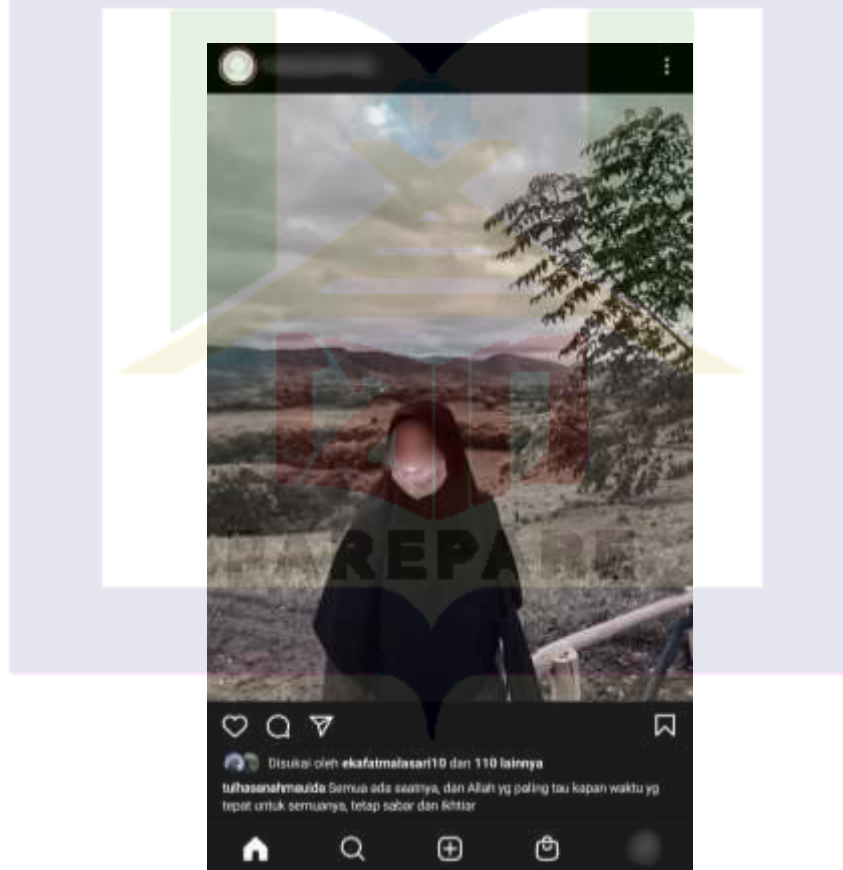 PAREPARE
Disukai oleh ekafatmalasari10 dan 110 lainnya
tulhasanahmaulda Semua ada saatnya, dan Allah yg paling tau kapan waktu yg
tepat untuk semuanya, tetap sabar dan ikhtiar